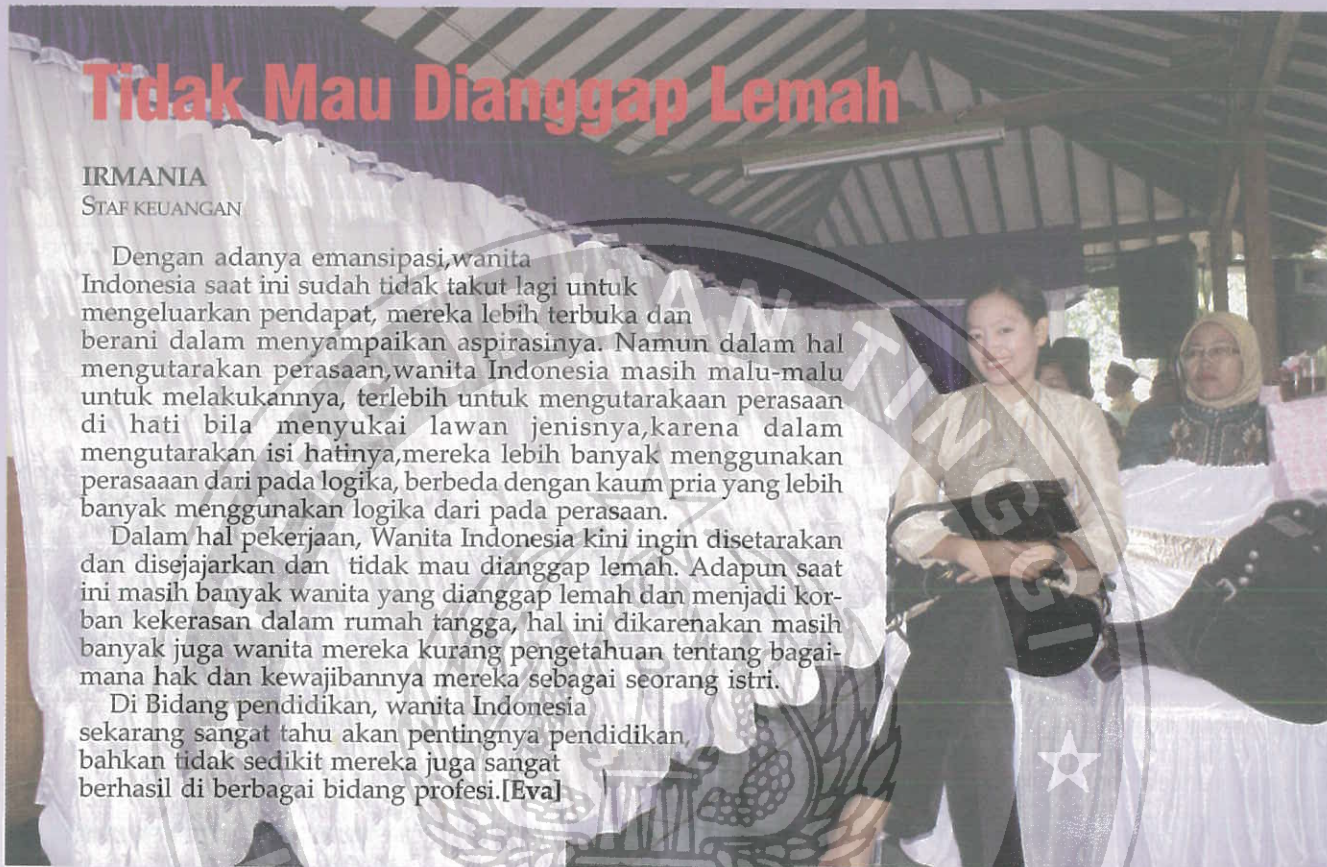 Tidak Mau Dianggap Lemah
IRMANIA
STAF KEUANGAN
Dengan adanya emansipasi,wanita
Indonesia saat ini sudah tidak takut lagi untuk
mengeluarkan pendapat, mereka lebih terbuka dan
berani dalam menyampaikan aspirasinya. Namun dalam hal
mengutarakan perasaan,wanita Indonesia masih malu-malu
untuk melakukannya, terlebih untuk mengutarakaan perasaan
di hati bila menyukai lawan jenisnya,karena dalam
mengutarakan isi hatinya,mereka lebih banyak menggunakan
perasaaan dari pada logika, berbeda dengan kaum pria yang lebih
banyak menggunakan logika dari pada perasaan.
Dalam hal pekerjaan, Wanita Indonesia kini ingin disetarakan
dan disejajarkan dan tidak mau dianggap lemah. Adapun saat
ini masih banyak wanita yang dianggap lemah dan menjadi kor-
ban kekerasan dalam rumah tangga, hal ini dikarenakan masih
banyak juga wanita mereka kurang pengetahuan tentang bagai-
mana hak dan kewajibannya mereka sebagai seorang istri.
Di Bidang pendidikan, wanita Indonesia
sekarang sangat tahu akan pentingnya pendidikan,
bahkan tidak sedikit mereka juga sangat
berhasil di berbagai bidang profesi.[Eva]
PERGURUAN TINGGI